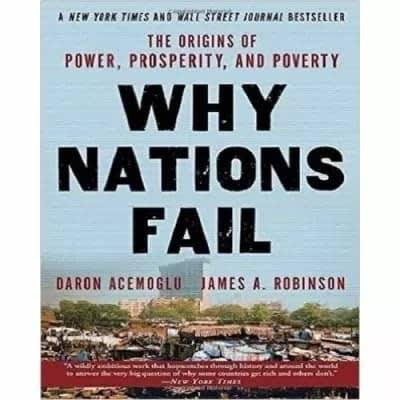 A NEW YORK TIMES AND WALL STREET JOURNAL BESTSELLER
THE ORIGINS OF
POWER, PROSPERITY, AND POVERTY
WHY
NATIONS
FAIL
DARON ACEMOGLU JAMES A. ROBINSON
"A wildly ambitious work that hopscotches through history and around the world
to answer the very big question of why some countries get rich and others don't."
—The New York Times